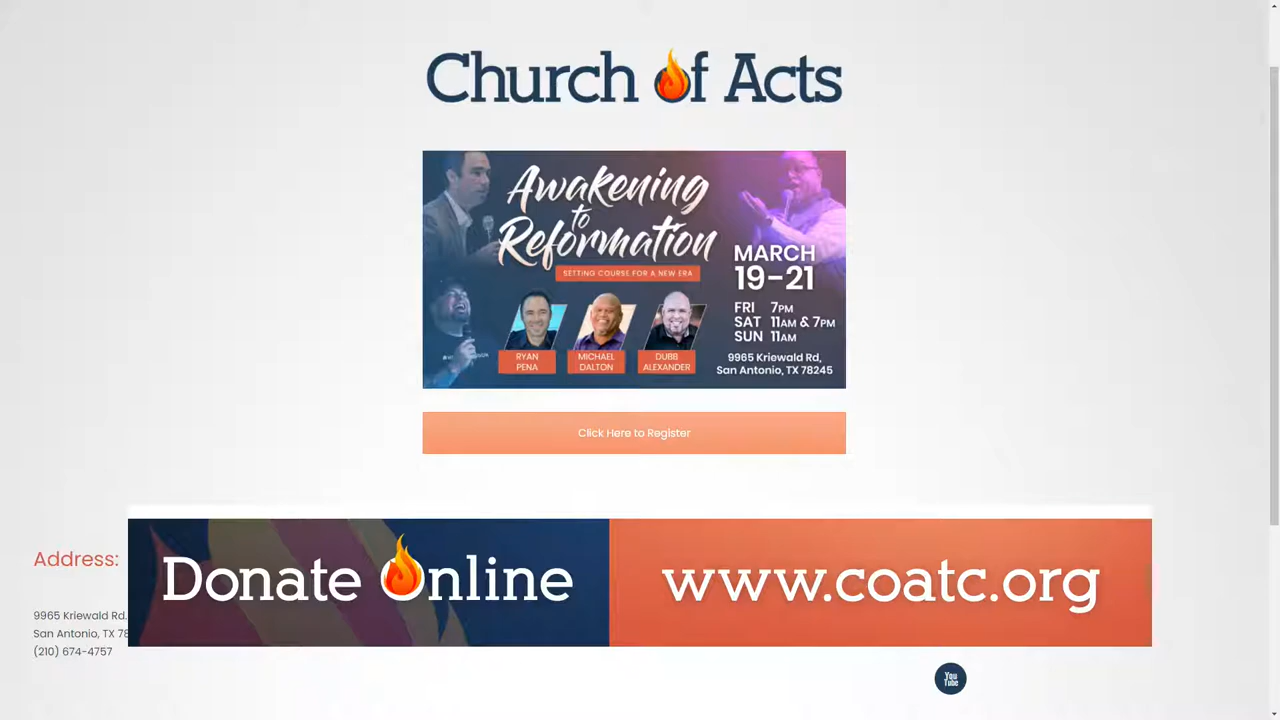 Church of Acts
Awakening
to
Reformation
SETTING COURSE FOR A NEW ERA
MARCH
19-21
FRI 7PM
SAT 11AM & 7PM
SUN 11AM
9965 Kriewald Rd,
San Antonio, TX 78245
RYAN
PENA
MICHAEL
DALTON
DUBB
ALEXANDER
Click Here to Register
Donate Online
www.coatc.org
Address:
9965 Kriewald Rd.
San Antonio, TX 78
(210) 674-4757
You
Tube